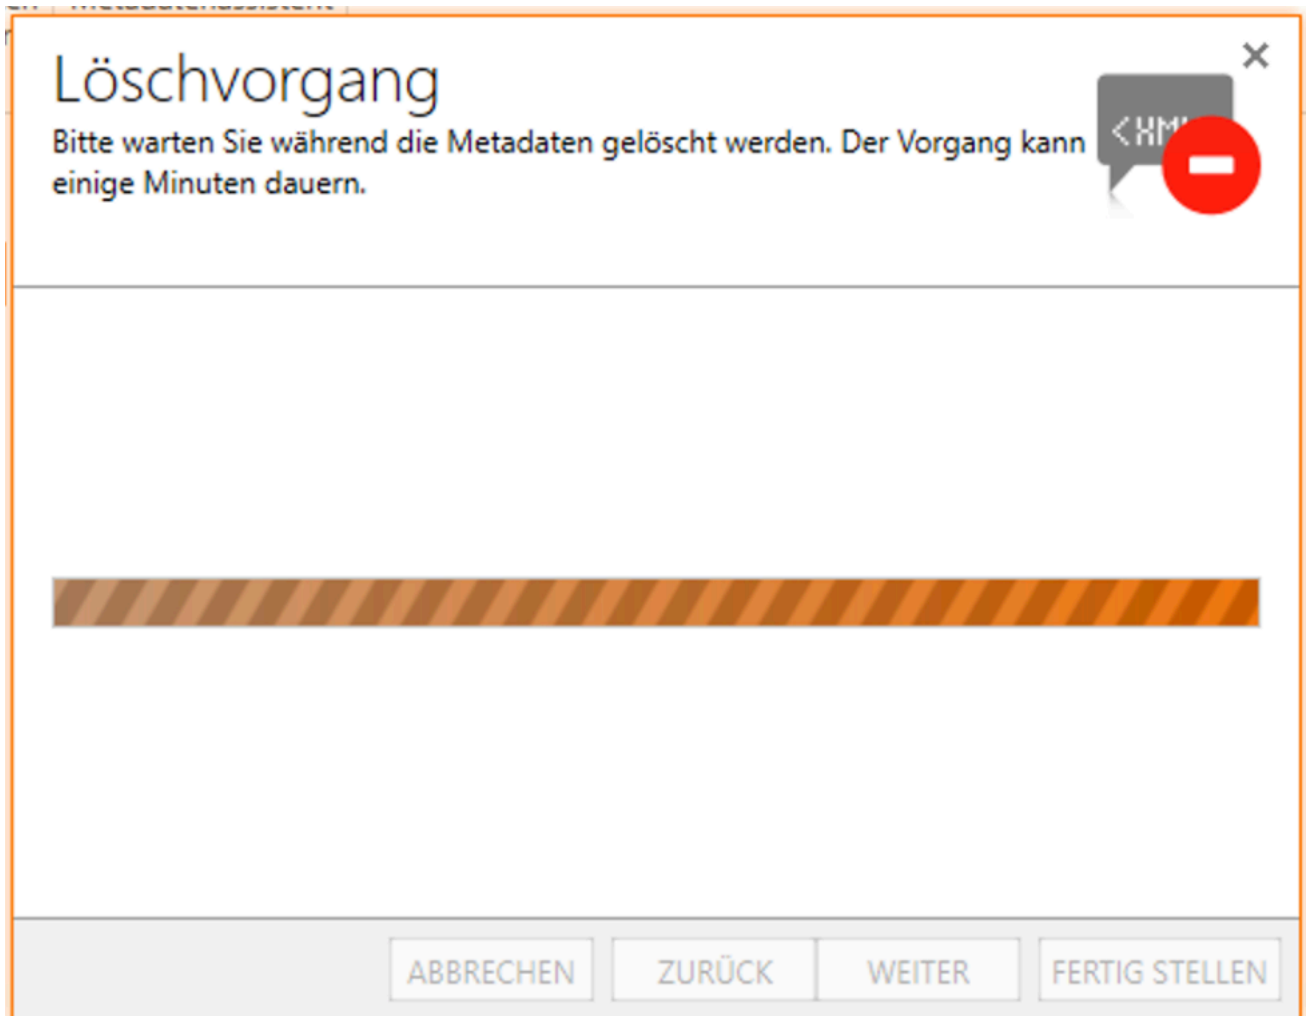 Metadatenassistent
Löschvorgang
Bitte warten Sie während die Metadaten gelöscht werden. Der Vorgang kann
einige Minuten dauern.
ABBRECHEN
ZURÜCK
WEITER
FERTIG STELLEN